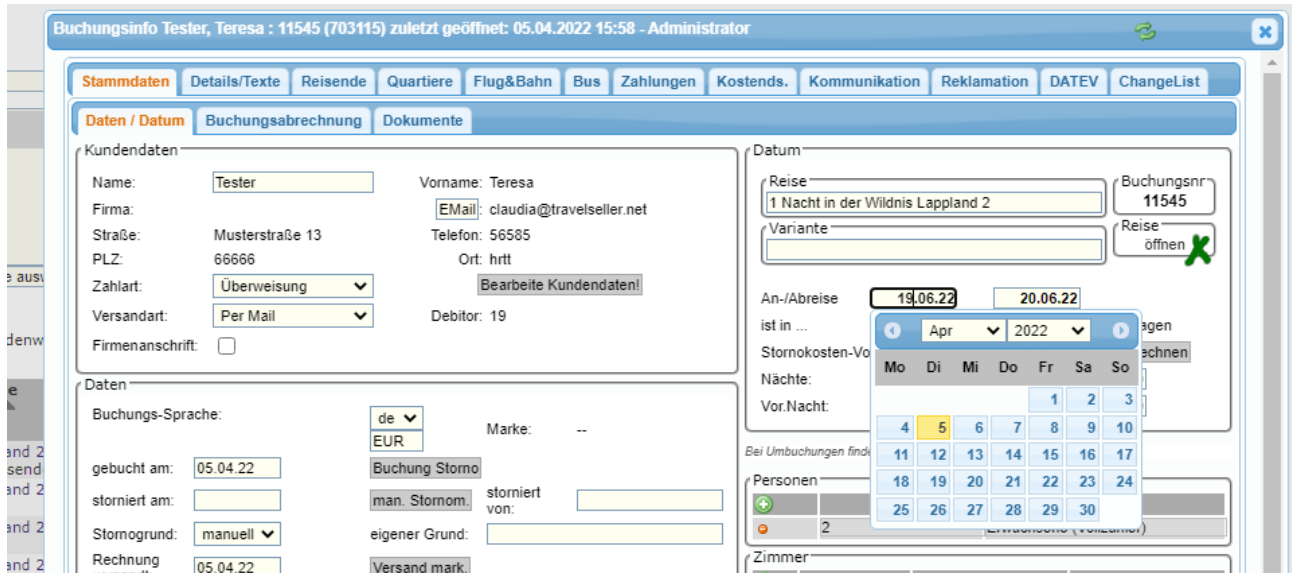 Buchungsinfo Tester, Teresa : 11545 (703115) zuletzt geöffnet: 05.04.2022 15:58 - Administrator
Stammdaten Details/Texte Reisende Quartiere Flug&Bahn Bus Zahlungen Kostends. Kommunikation Reklamation DATEV ChangeList
Daten / Datum Buchungsabrechnung Dokumente
Kundendaten
Name: Tester Vorname: Teresa
Firma: EMail: claudia@travelseller.net
Straße: Musterstraße 13 Telefon: 56585
PLZ: 66666 Ort: hrtt
Zahlart: Überweisung Bearbeite Kundendaten!
Versandart: Per Mail Debitor: 19
Firmenanschrift:
Daten
Buchungs-Sprache: de
EUR Marke: --
gebucht am: 05.04.22 Buchung Storno
storniert am: man. Stornom. storniert von:
Stornogrund: manuell eigener Grund:
Rechnung 05.04.22 Versand mark.
Datum
Reise
1 Nacht in der Wildnis Lappland 2
Buchungsnr
11545
Variante
Reise
öffnen
An-/Abreise 19.06.22 20.06.22
ist in ... agen
Stornokosten-Vo echnen
Nächte:
Vor.Nacht:
Apr 2022
Mo Di Mi Do Fr Sa So
1 2 3
4 5 6 7 8 9 10
11 12 13 14 15 16 17
18 19 20 21 22 23 24
25 26 27 28 29 30
Bei Umbuchungen finde
Personen
2 Erwachsene (Vollzahler)
Zimmer
e ausw
denw
e
and 2
send
and 2
and 2
and 2